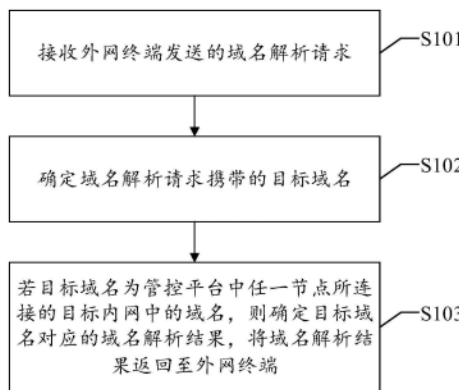 接收外网终端发送的域名解析请求
S101
确定域名解析请求携带的目标域名
S102
若目标域名为管控平台中任一节点所连
接的目标内网中的域名，则确定目标域
名对应的域名解析结果，将域名解析结
果返回至外网终端
S103